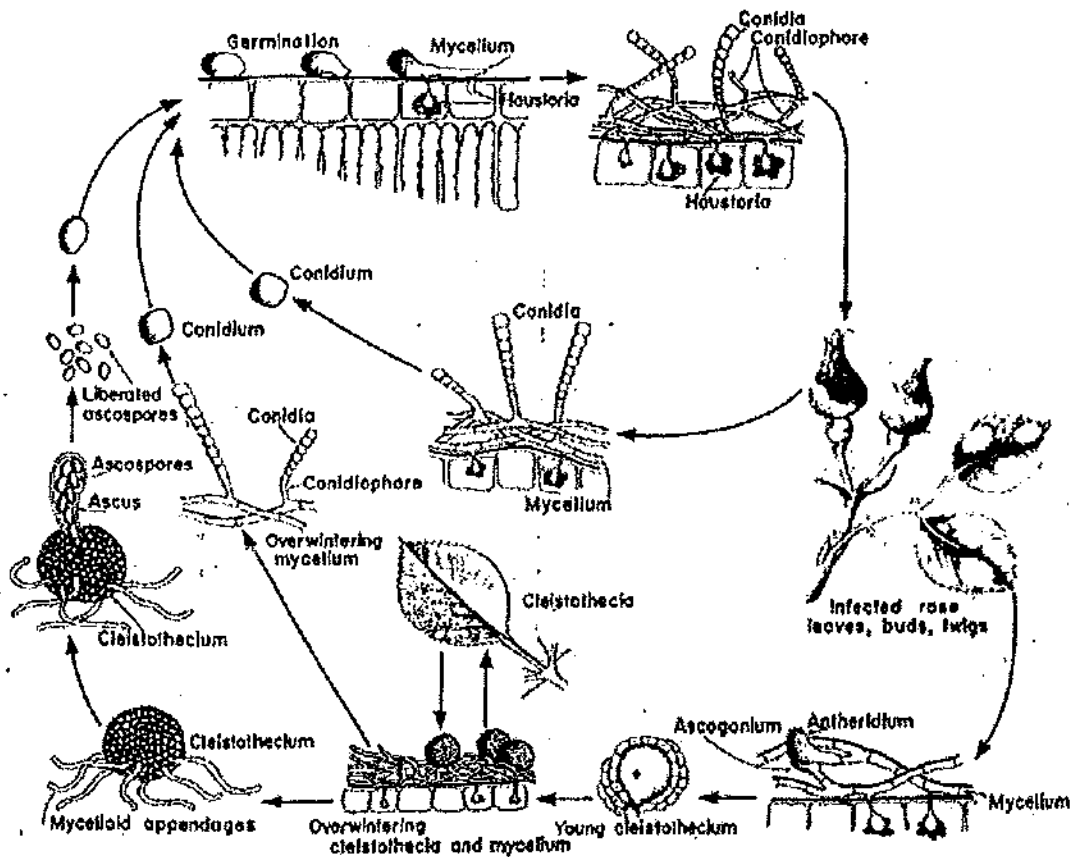 Germination
Mycelium
Haustoria
Conidia
Conidiophore
Haustoria
Conidium
Conidia
Conidium
Liberated
ascospores
Conidia
Ascospores
Ascus
Conidiophore
Mycelium
Overwintering
mycelium
Cleistothecia
Infected rose
leaves, buds, twigs
Cleistothecium
Ascogonium
Antheridium
Cleistothecium
Mycelium
Mycelloid appendages
Overwintering
cleistothecia and mycelium
Young cleistothecium